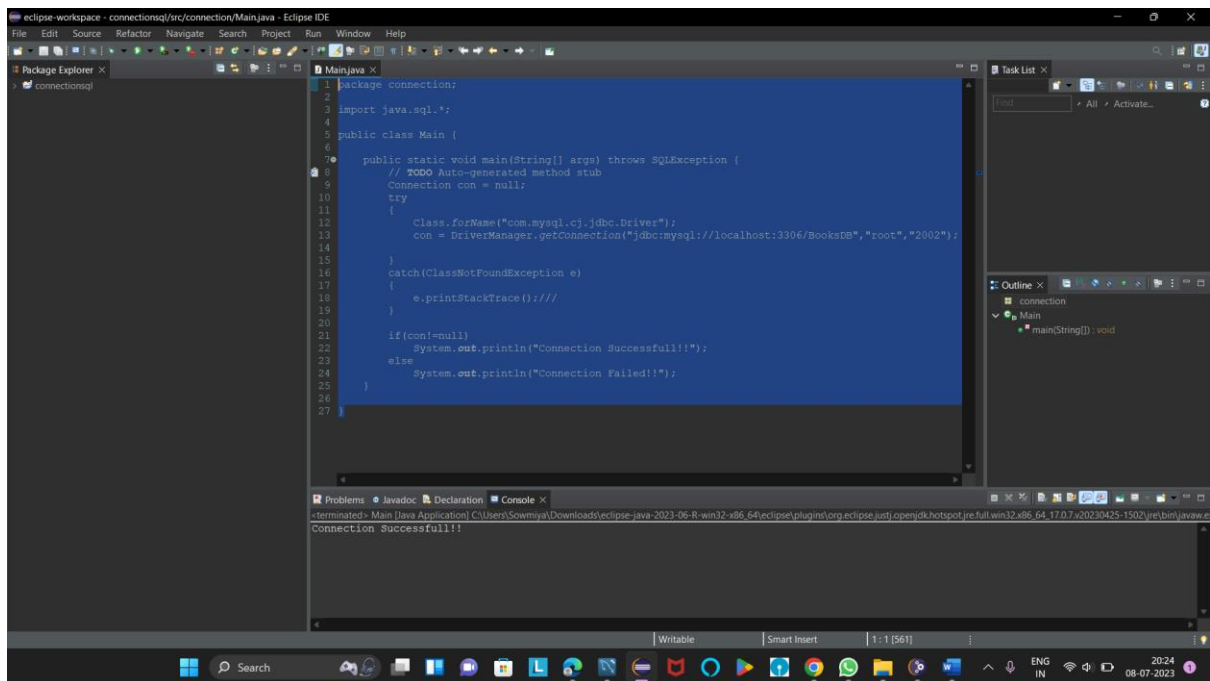 eclipse-workspace - connectionsql/src/connection/Main.java - Eclipse IDE
File Edit Source Refactor Navigate Search Project Run Window Help
Package Explorer
connectionsql
Main.java
1 package connection;
2
3 import java.sql.*;
4
5 public class Main {
6
7 public static void main(String[] args) throws SQLException {
8 // TODO Auto-generated method stub
9 Connection con = null;
10 try
11 {
12 Class.forName("com.mysql.cj.jdbc.Driver");
13 con = DriverManager.getConnection("jdbc:mysql://localhost:3306/BooksDB","root","2002");
14
15 }
16 catch(ClassNotFoundException e)
17 {
18 e.printStackTrace();///
19 }
20
21 if(con!=null)
22 System.out.println("Connection Successfull!!");
23 else
24 System.out.println("Connection Failed!!");
25 }
26
27 }
Task List
Find All Activate...
Outline
connection
Main
main(String[]) : void
Problems Javadoc Declaration Console
<terminated> Main [Java Application] C:\Users\Sowmiya\Downloads\eclipse-java-2023-06-R-win32-x86_64\eclipse\plugins\org.eclipse.justj.openjdk.hotspot.jre.full.win32.x86_64_17.0.7.v20230425-1502\jre\bin\javaw.e
Connection Successfull!!
Writable Smart Insert 1 : 1 [561]
Search
ENG
IN
20:24
08-07-2023
1